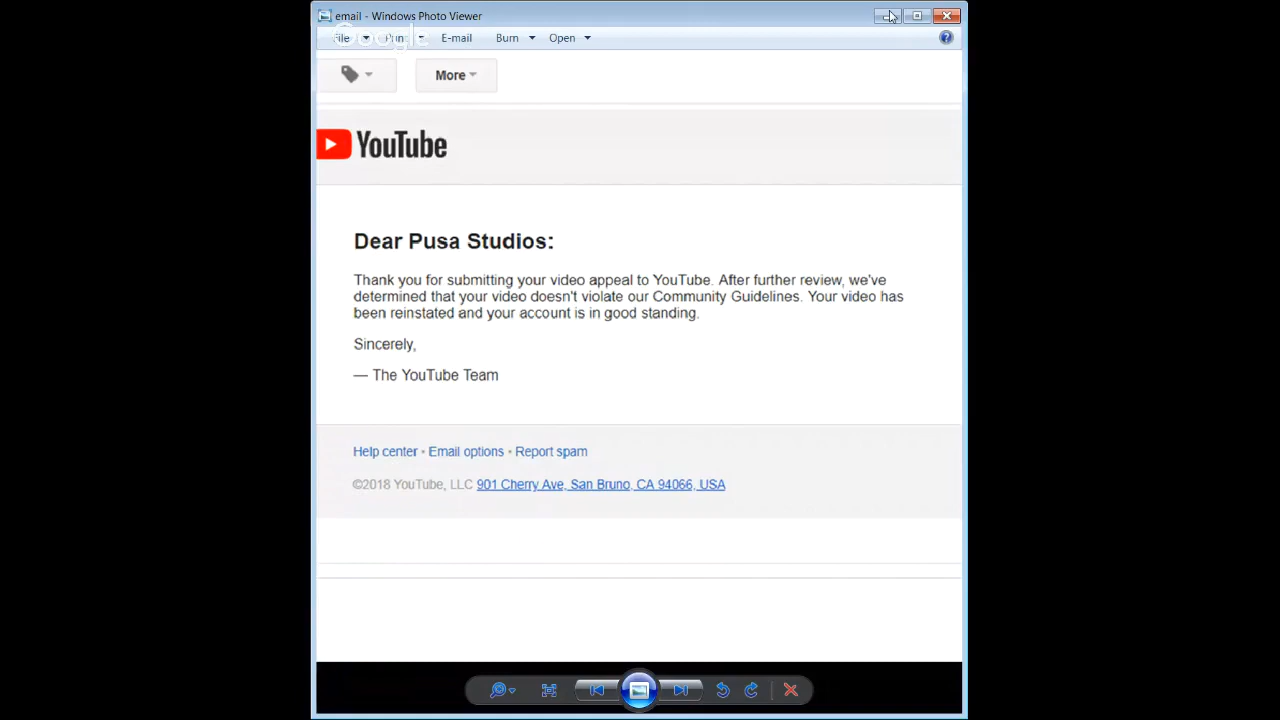 email - Windows Photo Viewer
File Print E-mail Burn Open
Google
More
YouTube
Dear Pusa Studios:
Thank you for submitting your video appeal to YouTube. After further review, we've
determined that your video doesn't violate our Community Guidelines. Your video has
been reinstated and your account is in good standing.
Sincerely,
— The YouTube Team
Help center • Email options • Report spam
©2018 YouTube, LLC 901 Cherry Ave, San Bruno, CA 94066, USA